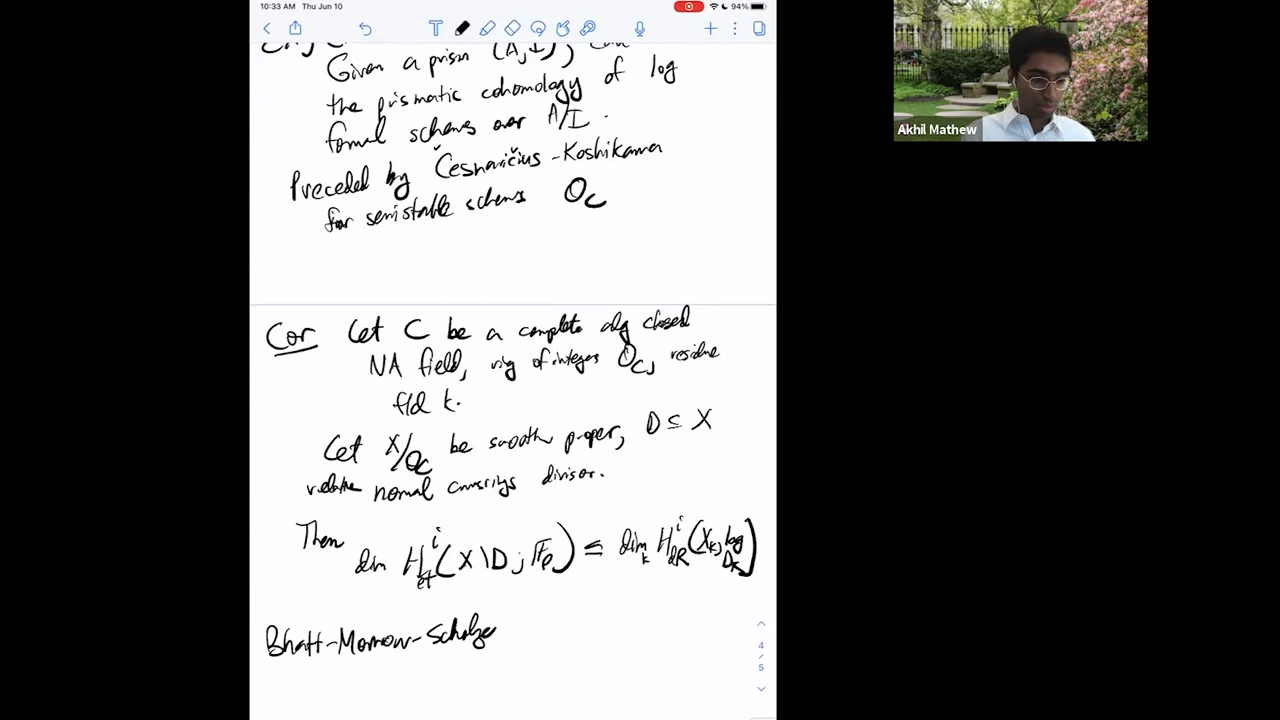 10:33 AM Thu Jun 10
94%
Given a prism (A, I),
the prismatic cohomology of log
formal schemes over A/I.
Preceded by Česnavičius-Koshikawa
for semistable schemes O_C
Cor Let C be a complete alg closed
NA field, ring of integers O_C, residue
fld k.
Let X/O_C be smooth proper, D ⊆ X
relative normal crossings divisor.
Then dim H^i_et(X\D; F_p) ≤ dim_k H^i_dR(X_k, log D_k)
Bhatt-Morrow-Scholze
4/5
Akhil Mathew